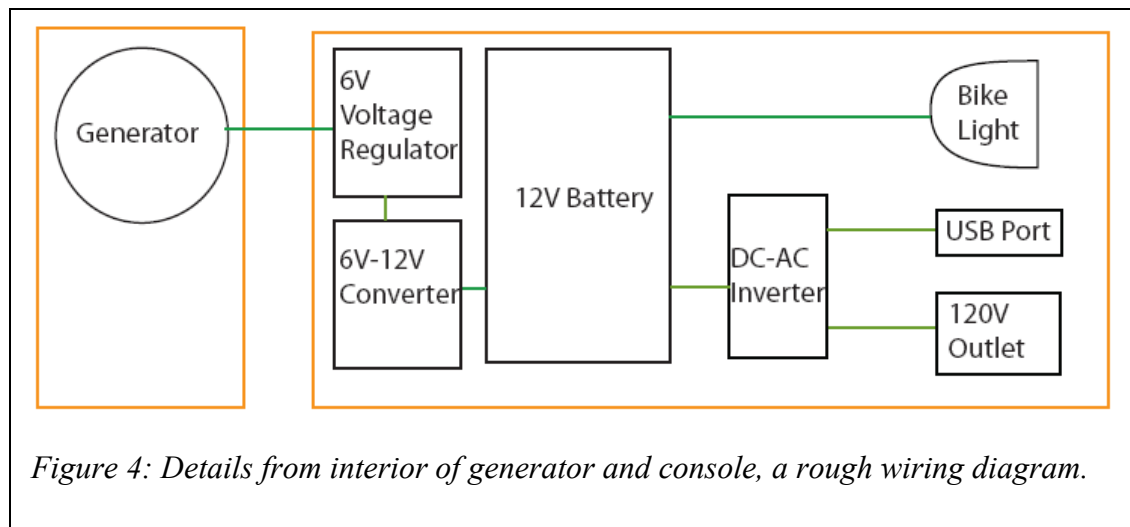 Generator
6V
Voltage
Regulator
6V-12V
Converter
12V Battery
Bike
Light
DC-AC
Inverter
USB Port
120V
Outlet
Figure 4: Details from interior of generator and console, a rough wiring diagram.